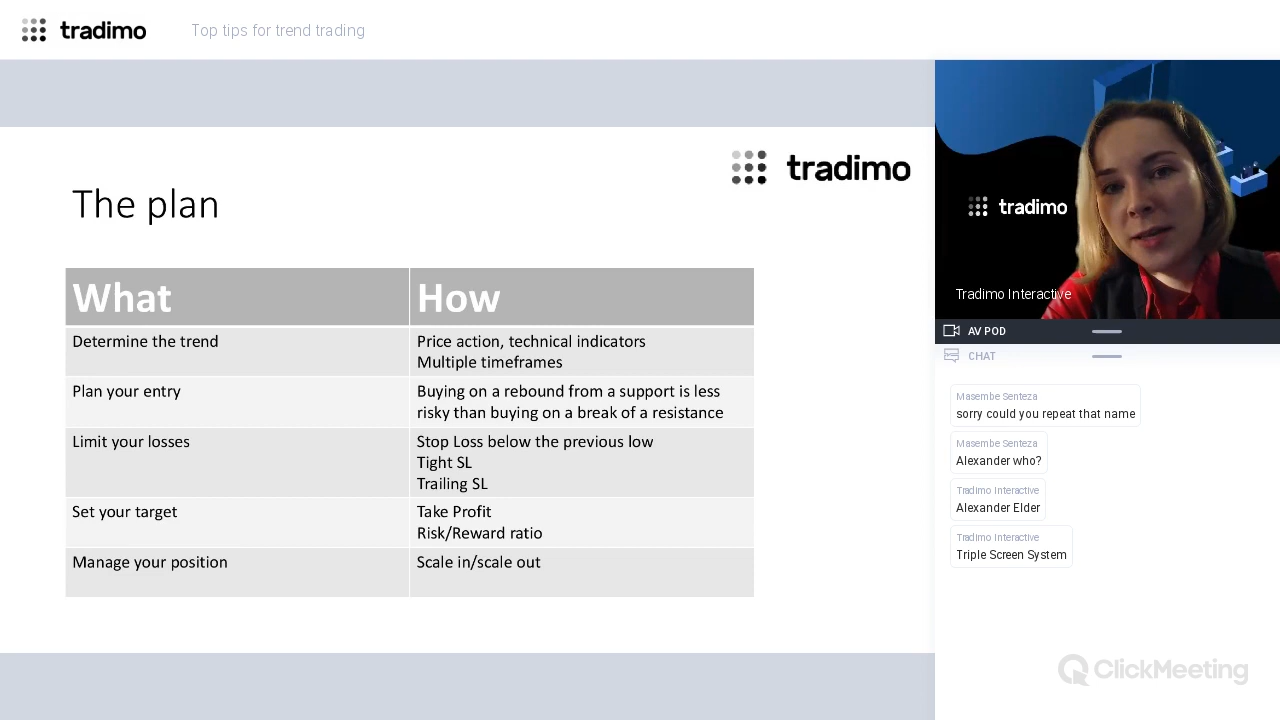 tradimo
Top tips for trend trading
tradimo
The plan
What
How
Determine the trend
Price action, technical indicators
Multiple timeframes
Plan your entry
Buying on a rebound from a support is less
risky than buying on a break of a resistance
Limit your losses
Stop Loss below the previous low
Tight SL
Trailing SL
Set your target
Take Profit
Risk/Reward ratio
Manage your position
Scale in/scale out
tradimo
Tradimo Interactive
AV POD
CHAT
Masembe Senteza
sorry could you repeat that name
Masembe Senteza
Alexander who?
Tradimo Interactive
Alexander Elder
Tradimo Interactive
Triple Screen System
ClickMeeting